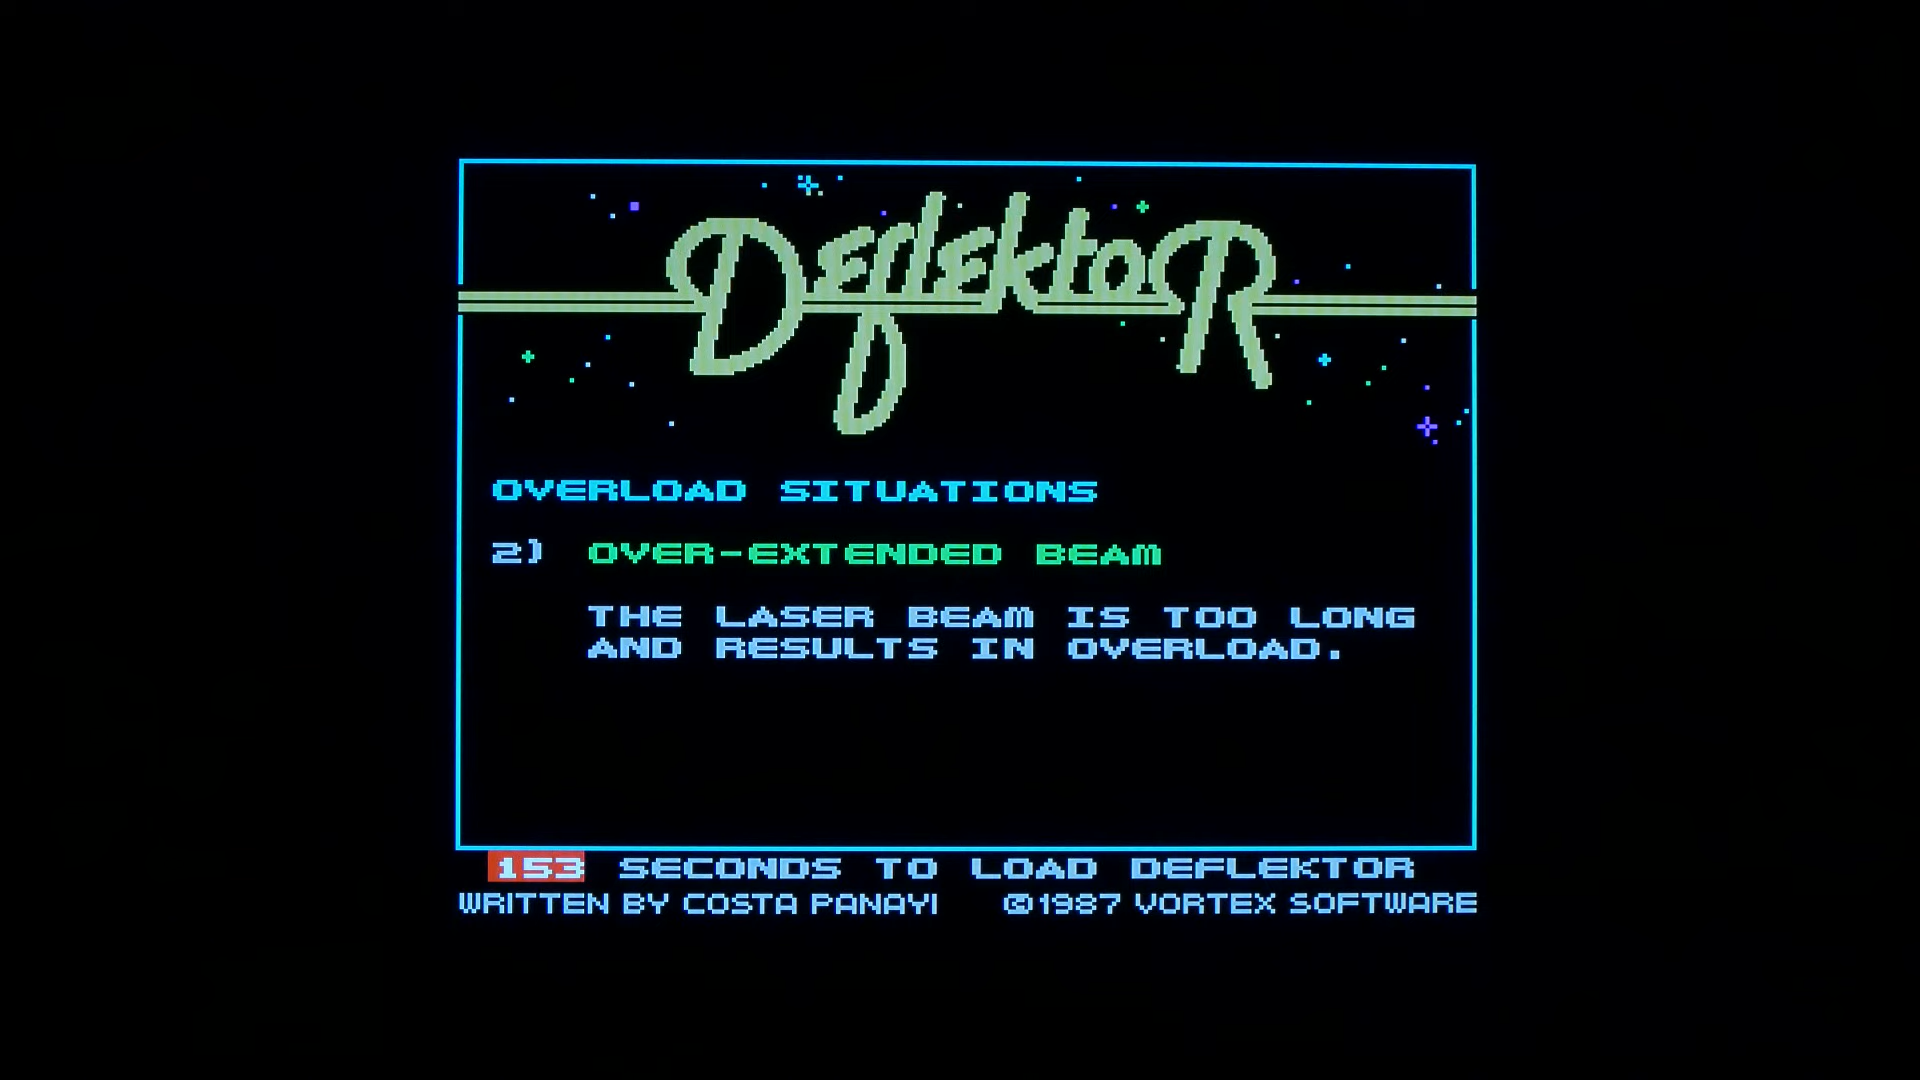 DeflektoR
OVERLOAD SITUATIONS
2) OVER-EXTENDED BEAM
THE LASER BEAM IS TOO LONG
AND RESULTS IN OVERLOAD.
153 SECONDS TO LOAD DEFLEKTOR
WRITTEN BY COSTA PANAYI ©1987 VORTEX SOFTWARE